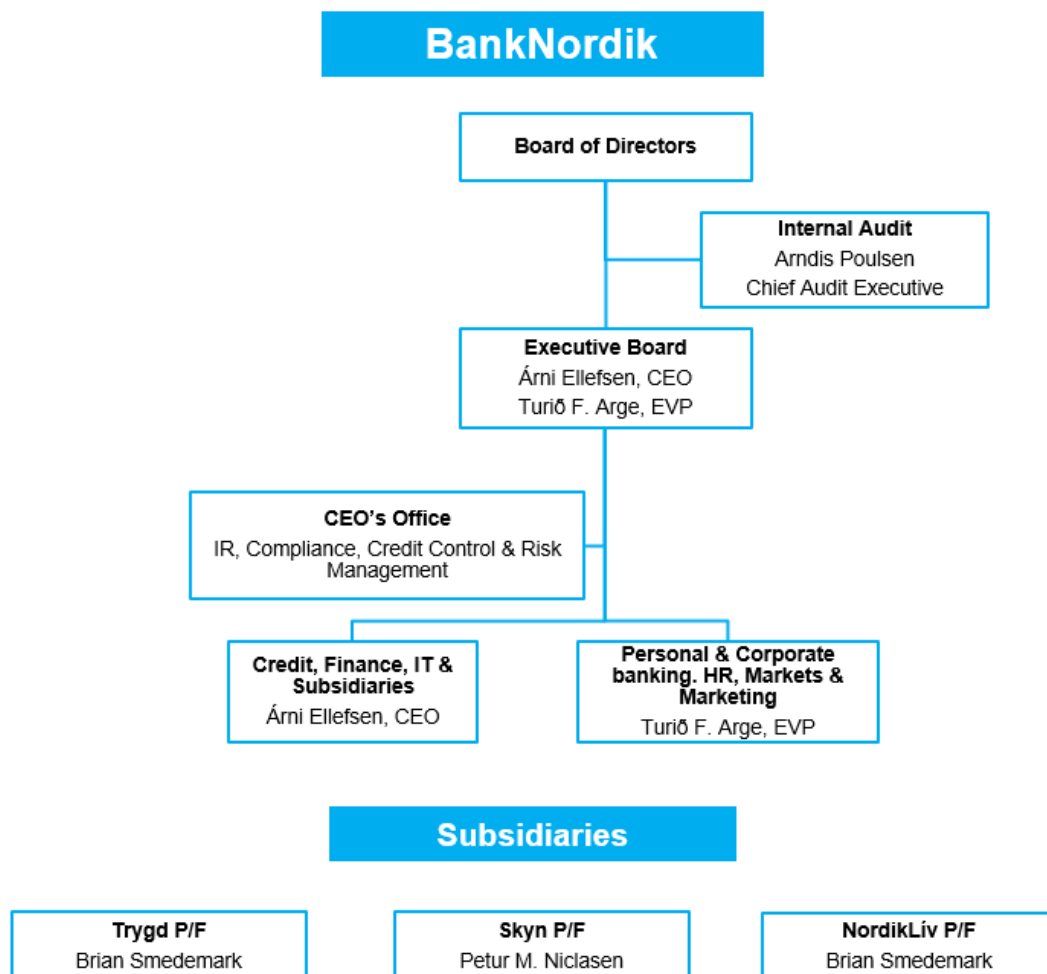 BankNordik
Board of Directors
Internal Audit
Arndis Poulsen
Chief Audit Executive
Executive Board
Árni Ellefsen, CEO
Turið F. Arge, EVP
CEO’s Office
IR, Compliance, Credit Control & Risk
Management
Credit, Finance, IT &
Subsidiaries
Árni Ellefsen, CEO
Personal & Corporate
banking. HR, Markets &
Marketing
Turið F. Arge, EVP
Subsidiaries
Trygd P/F
Brian Smedemark
Skyn P/F
Petur M. Niclasen
NordikLív P/F
Brian Smedemark